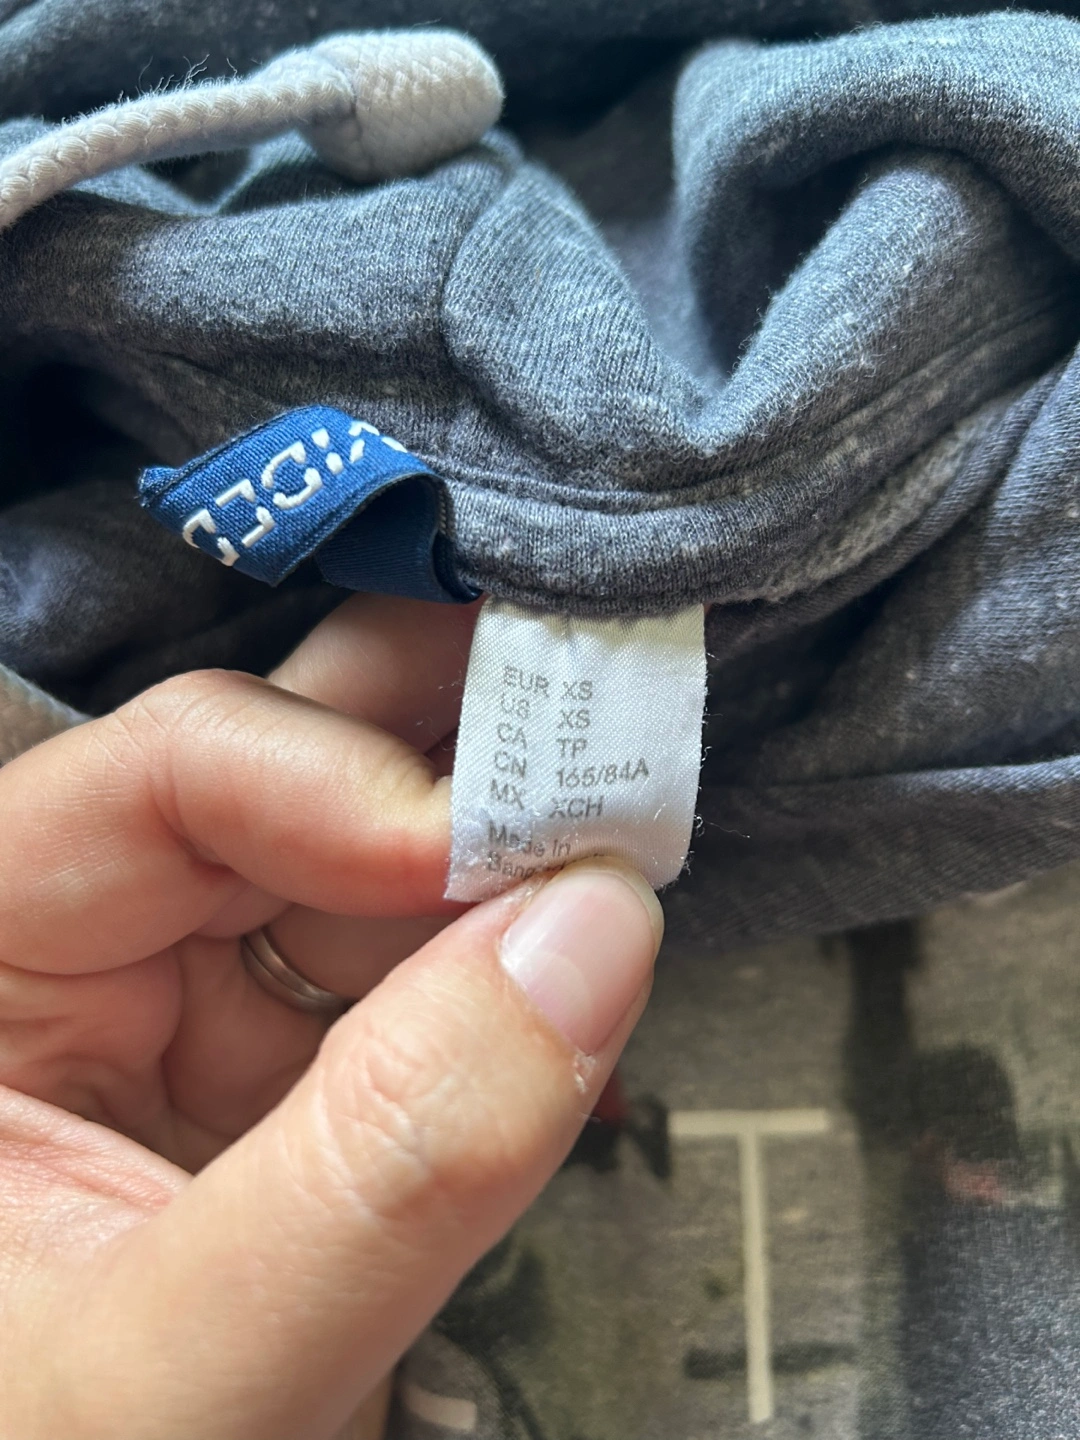 EUR XS
US XS
CA TP
CN 165/84A
MX XCH
Made In
T